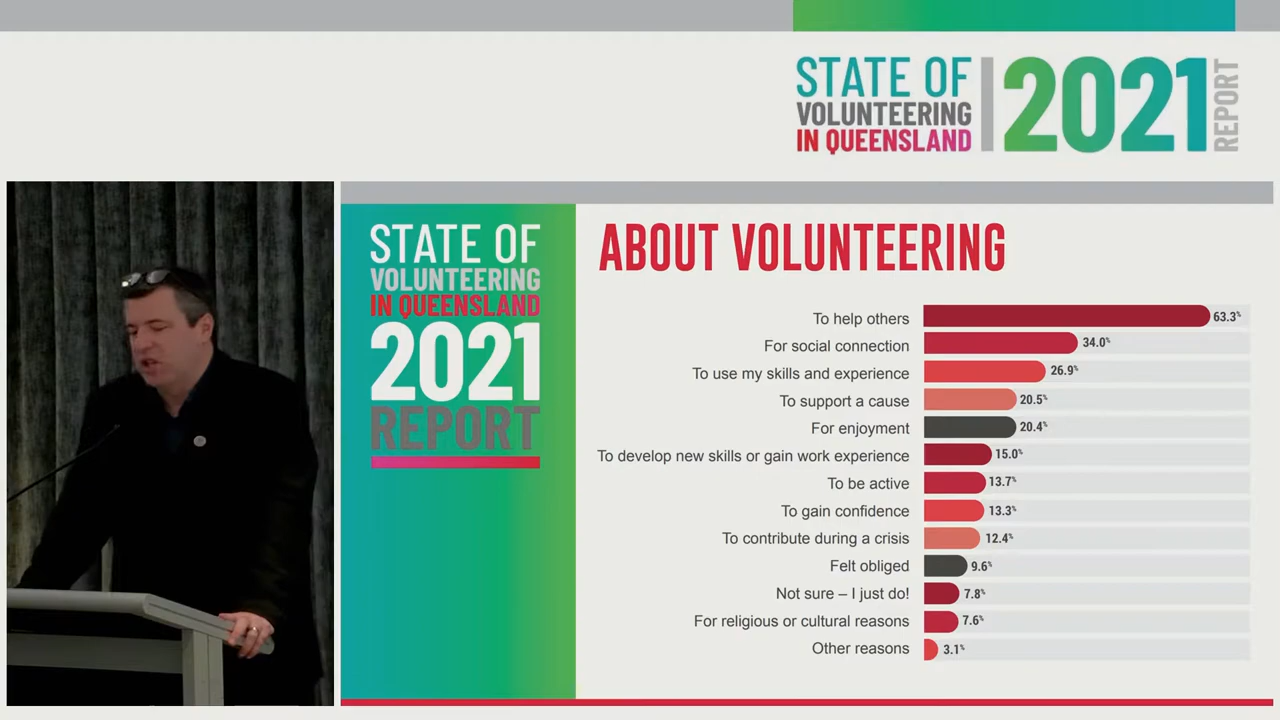 STATE OF
VOLUNTEERING
IN QUEENSLAND
2021
REPORT
STATE OF
VOLUNTEERING
IN QUEENSLAND
2021
REPORT
ABOUT VOLUNTEERING
To help others 63.3%
For social connection 34.0%
To use my skills and experience 26.9%
To support a cause 20.5%
For enjoyment 20.4%
To develop new skills or gain work experience 15.0%
To be active 13.7%
To gain confidence 13.3%
To contribute during a crisis 12.4%
Felt obliged 9.6%
Not sure – I just do! 7.8%
For religious or cultural reasons 7.6%
Other reasons 3.1%